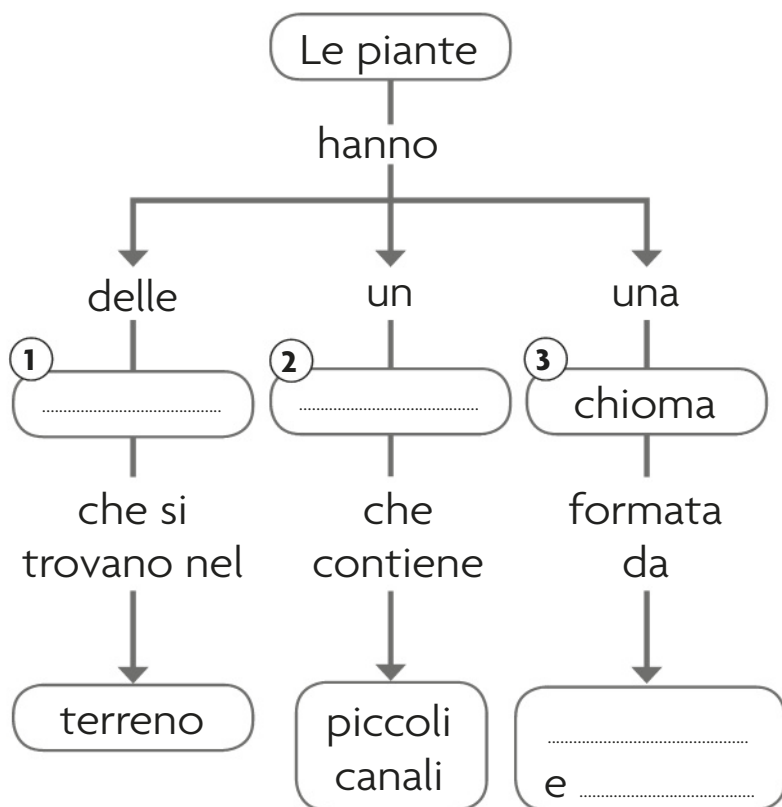 Le piante
hanno
delle
un
una
1
2
3
chioma
che si
trovano nel
che
contiene
formata
da
terreno
piccoli
canali
e